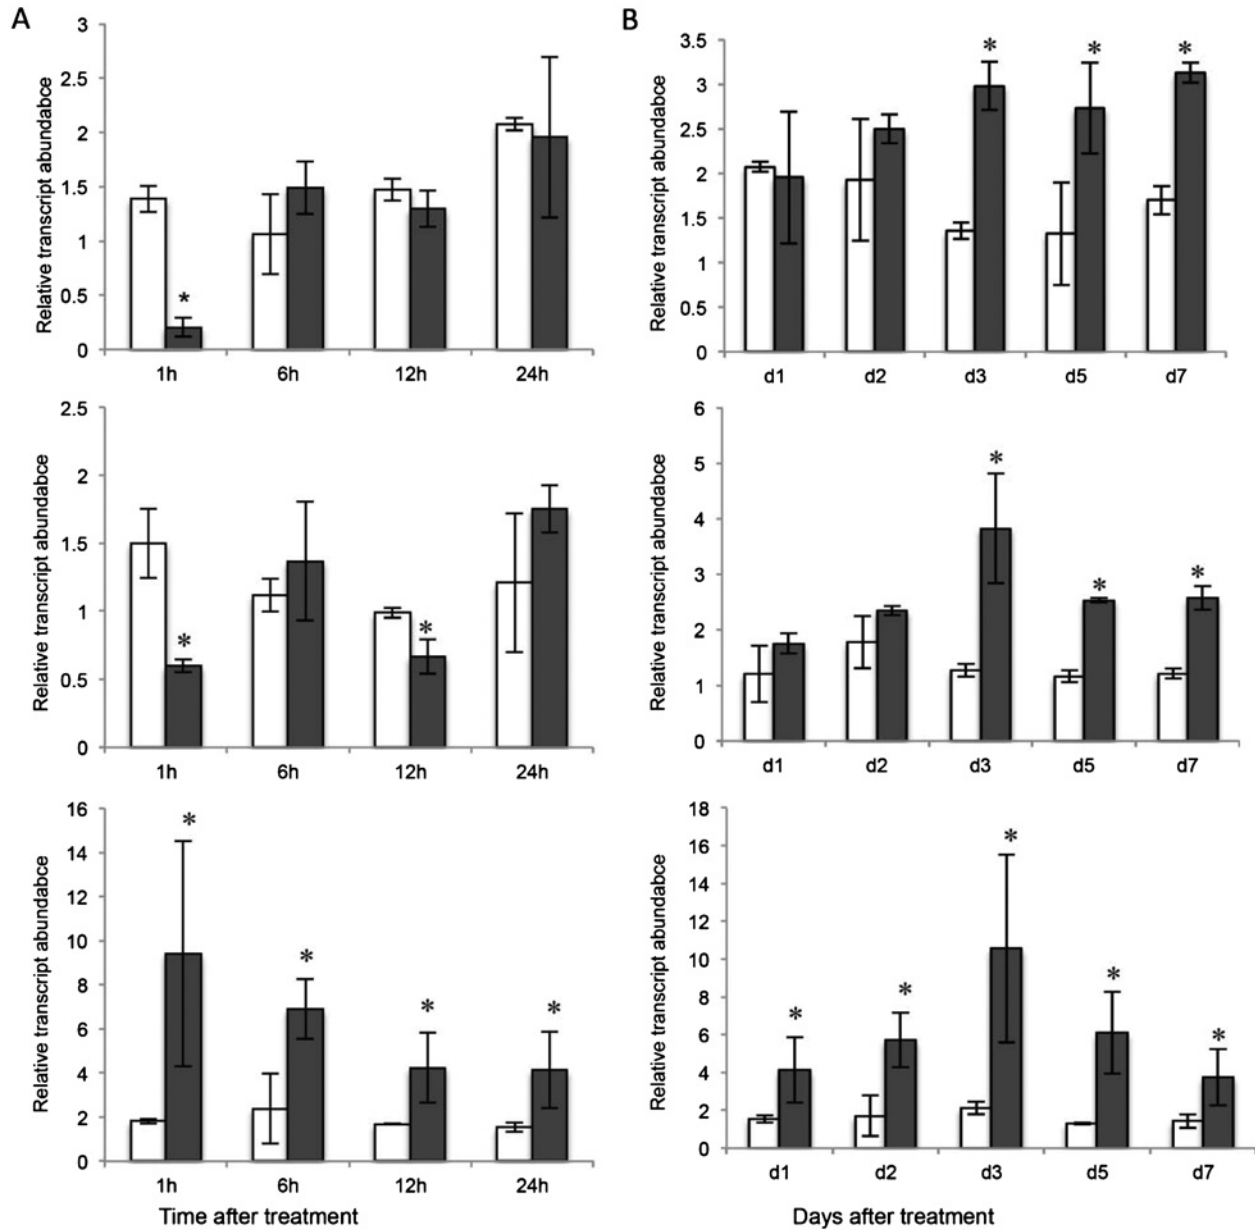 A
Relative transcript abundabce
3
2.5
2
1.5
1
0.5
0
*
1h 6h 12h 24h
Relative transcript abundabce
2.5
2
1.5
1
0.5
0
* *
1h 6h 12h 24h
Relative transcript abundabce
16
14
12
10
8
6
4
2
0
* * * *
1h 6h 12h 24h
Time after treatment
B
Relative transcript abundabce
3.5
3
2.5
2
1.5
1
0.5
0
* * *
d1 d2 d3 d5 d7
Relative transcript abundabce
6
5
4
3
2
1
0
* * *
d1 d2 d3 d5 d7
Relative transcript abundabce
18
16
14
12
10
8
6
4
2
0
* * * * *
d1 d2 d3 d5 d7
Days after treatment